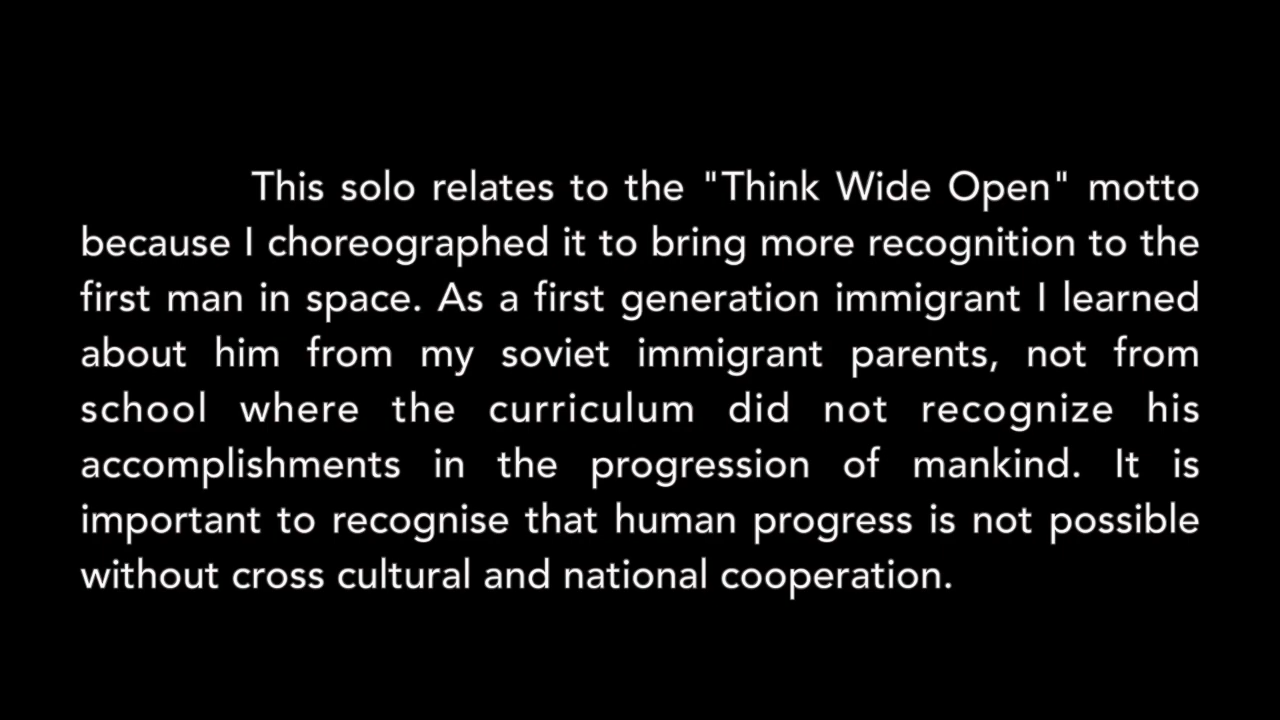 This solo relates to the "Think Wide Open" motto
because I choreographed it to bring more recognition to the
first man in space. As a first generation immigrant I learned
about him from my soviet immigrant parents, not from
school where the curriculum did not recognize his
accomplishments in the progression of mankind. It is
important to recognise that human progress is not possible
without cross cultural and national cooperation.